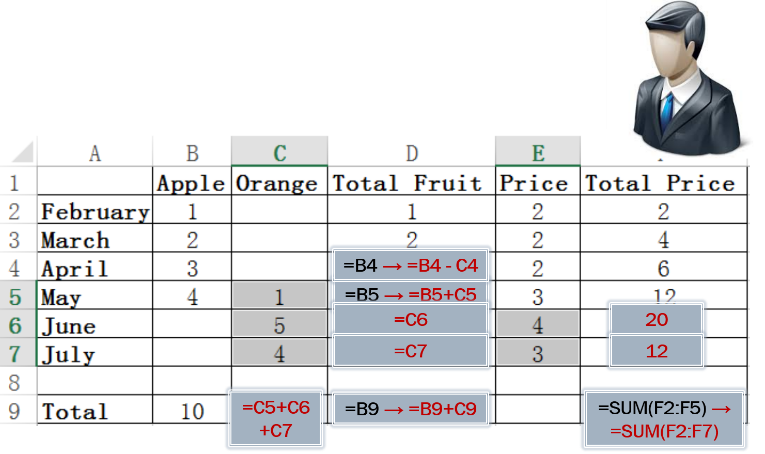 A B C D E
1 Apple Orange Total Fruit Price Total Price
2 February 1 1 2 2
3 March 2 2 2 4
4 April 3 =B4 → =B4 - C4 2 6
5 May 4 1 =B5 → =B5+C5 3 12
6 June 5 =C6 4 20
7 July 4 =C7 3 12
8
9 Total 10 =C5+C6 =B9 → =B9+C9 =SUM(F2:F5) →
+C7 =SUM(F2:F7)